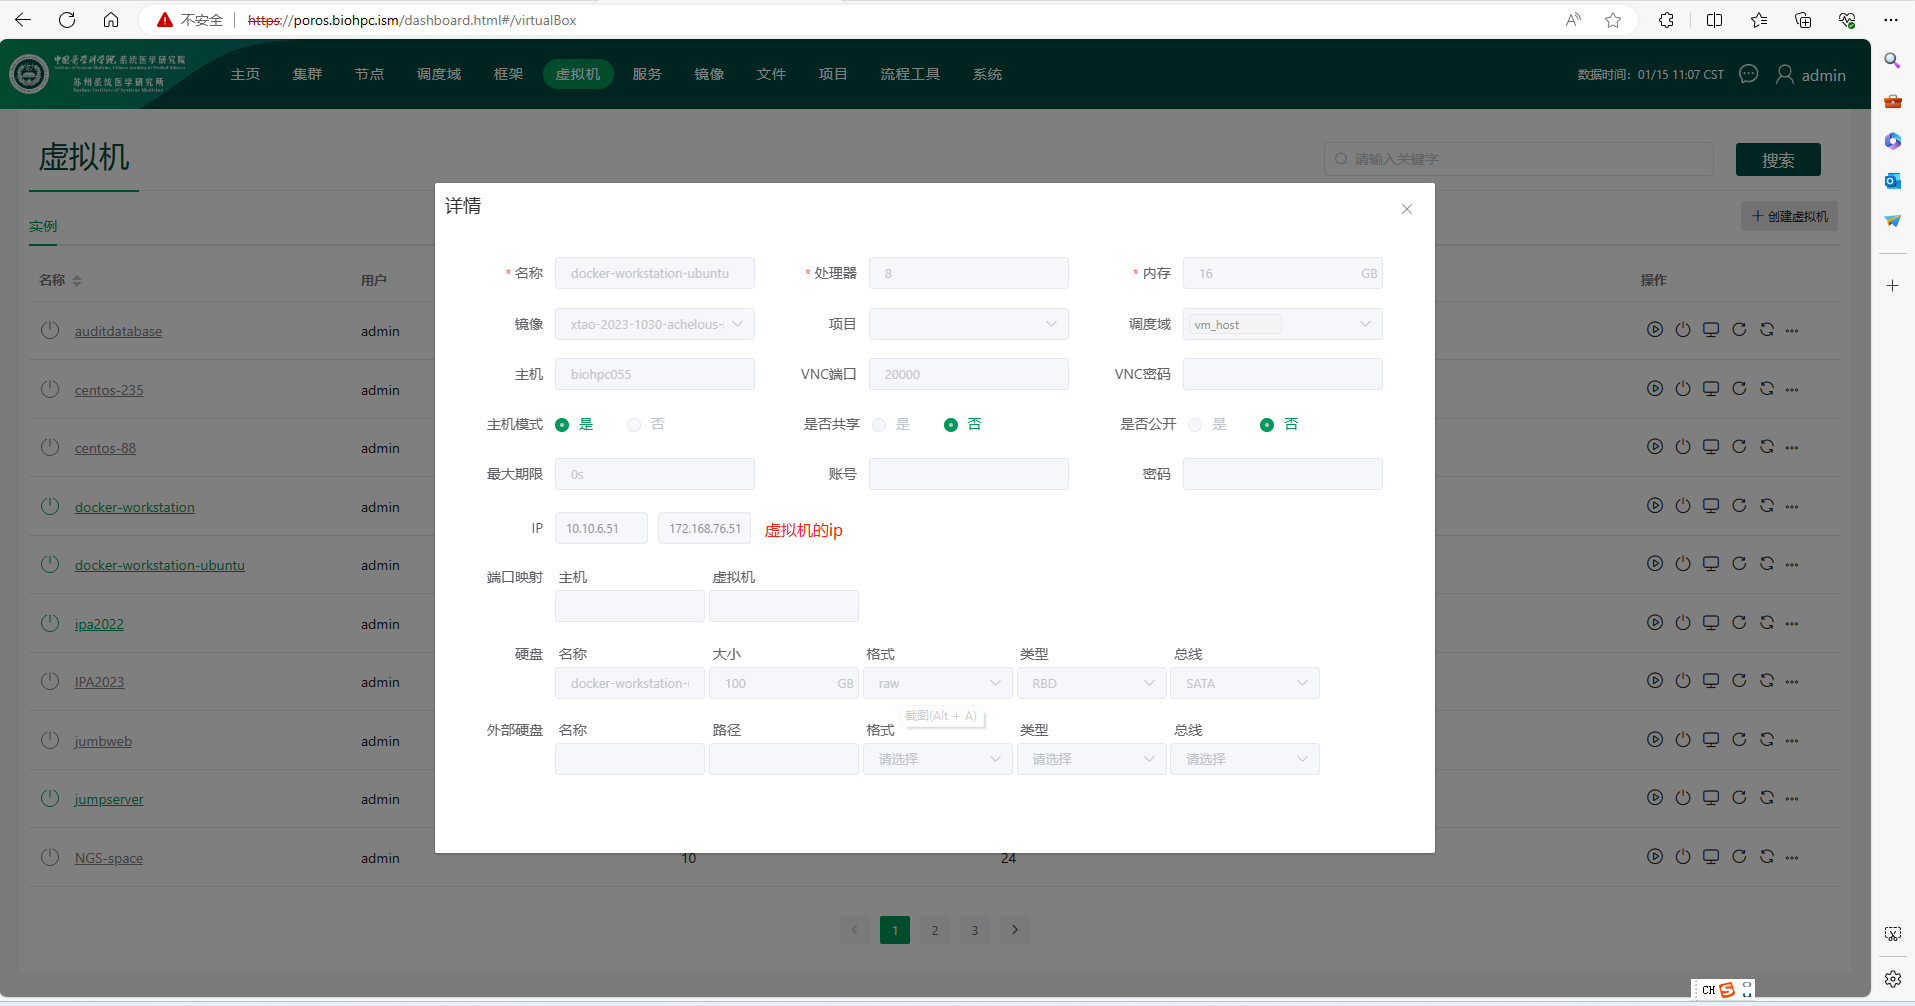 不安全 https://poros.biohpc.ism/dashboard.html#/virtualBox
中国医学科学院 系统医学研究院
苏州系统医学研究所
主页 集群 节点 调度域 框架 虚拟机 服务 镜像 文件 项目 流程工具 系统
数据时间：01/15 11:07 CST admin
虚拟机
请输入关键字 搜索
实例
+ 创建虚拟机
名称 用户 操作
auditdatabase admin
centos-235 admin
centos-88 admin
docker-workstation admin
docker-workstation-ubuntu admin
ipa2022 admin
IPA2023 admin
jumbweb admin
jumpserver admin
NGS-space admin 10 24
详情
* 名称 docker-workstation-ubuntu * 处理器 8 * 内存 16 GB
镜像 xtao-2023-1030-achelous- 项目 调度域 vm_host
主机 biohpc055 VNC端口 20000 VNC密码
主机模式 是 否 是否共享 是 否 是否公开 是 否
最大期限 0s 账号 密码
IP 10.10.6.51 172.168.76.51 虚拟机的ip
端口映射 主机 虚拟机
硬盘 名称 大小 格式 类型 总线
docker-workstation- 100 GB raw RBD SATA
截图(Alt + A)
外部硬盘 名称 路径 格式 类型 总线
请选择 请选择 请选择
1 2 3
CH